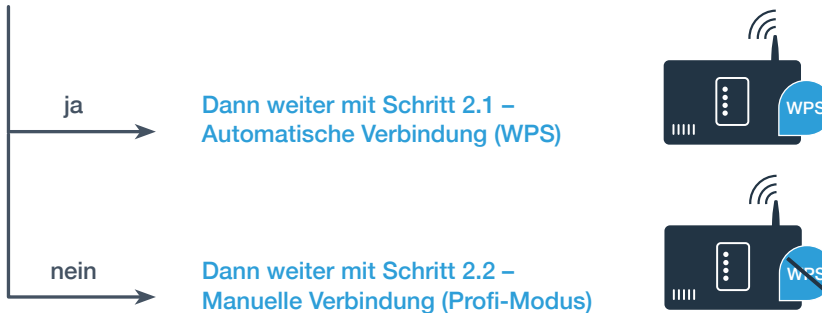 ja
Dann weiter mit Schritt 2.1 –
Automatische Verbindung (WPS)
WPS
nein
Dann weiter mit Schritt 2.2 –
Manuelle Verbindung (Profi-Modus)
WPS